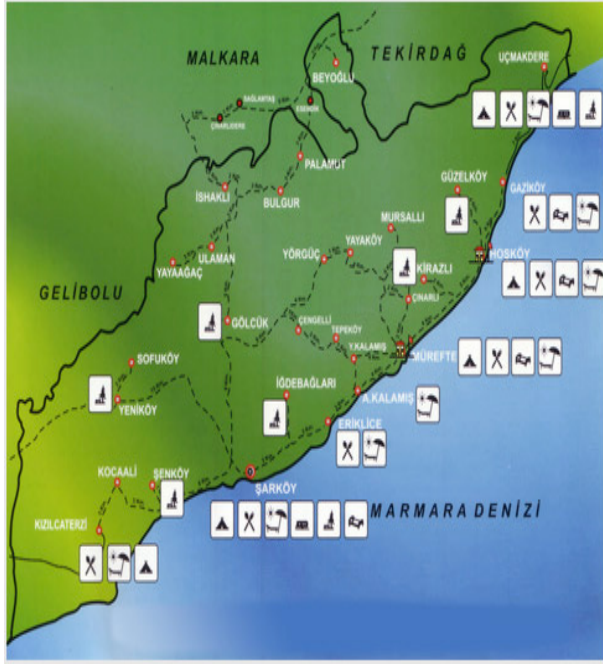 MALKARA
TEKİRDAĞ
UÇMAKDERE
BEYOĞLU
BAĞLARTAŞ
ÇINARLIDERE
PALAMUT
İSHAKLI
BULGUR
GÜZELKÖY
GAZİKÖY
MURSALLI
YAYAKÖY
YÖRGÜÇ
ULAMAN
YAYAAĞAÇ
HOŞKÖY
KİRAZLI
GELİBOLU
ÇINARLI
GÖLCÜK
ÇENGELLİ
TEPEKÖY
Y.KALAMIŞ
MÜREFTE
SOFUKÖY
İĞDEBAĞLARI
A.KALAMIŞ
YENİKÖY
ERİKLİCE
KOCAALİ
ŞENKÖY
ŞARKÖY
MARMARA DENİZİ
KIZILCATERZİ